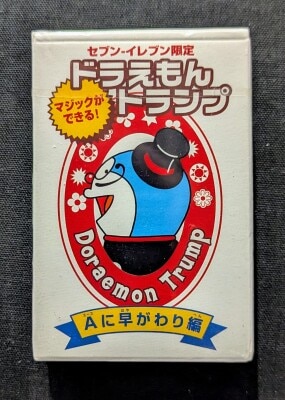 セブン-イレブン限定
ドラえもん
トランプ
マジックが
できる!
Doraemon Trump
Aに早がわり編